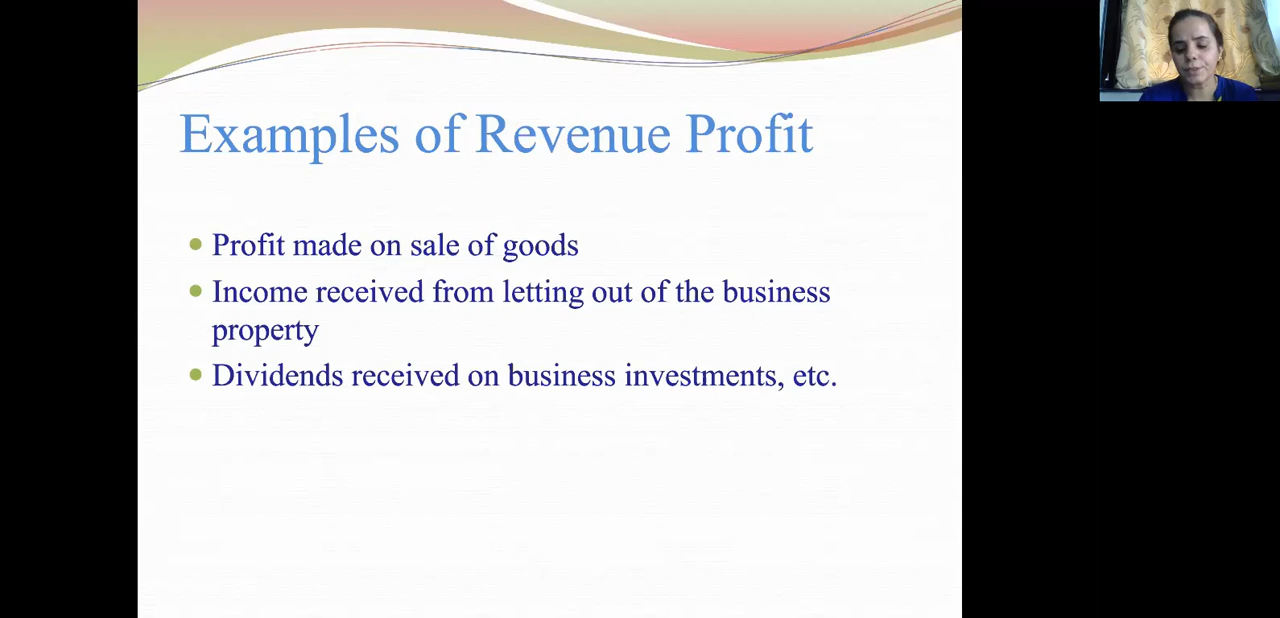 Examples of Revenue Profit
Profit made on sale of goods
Income received from letting out of the business
property
Dividends received on business investments, etc.